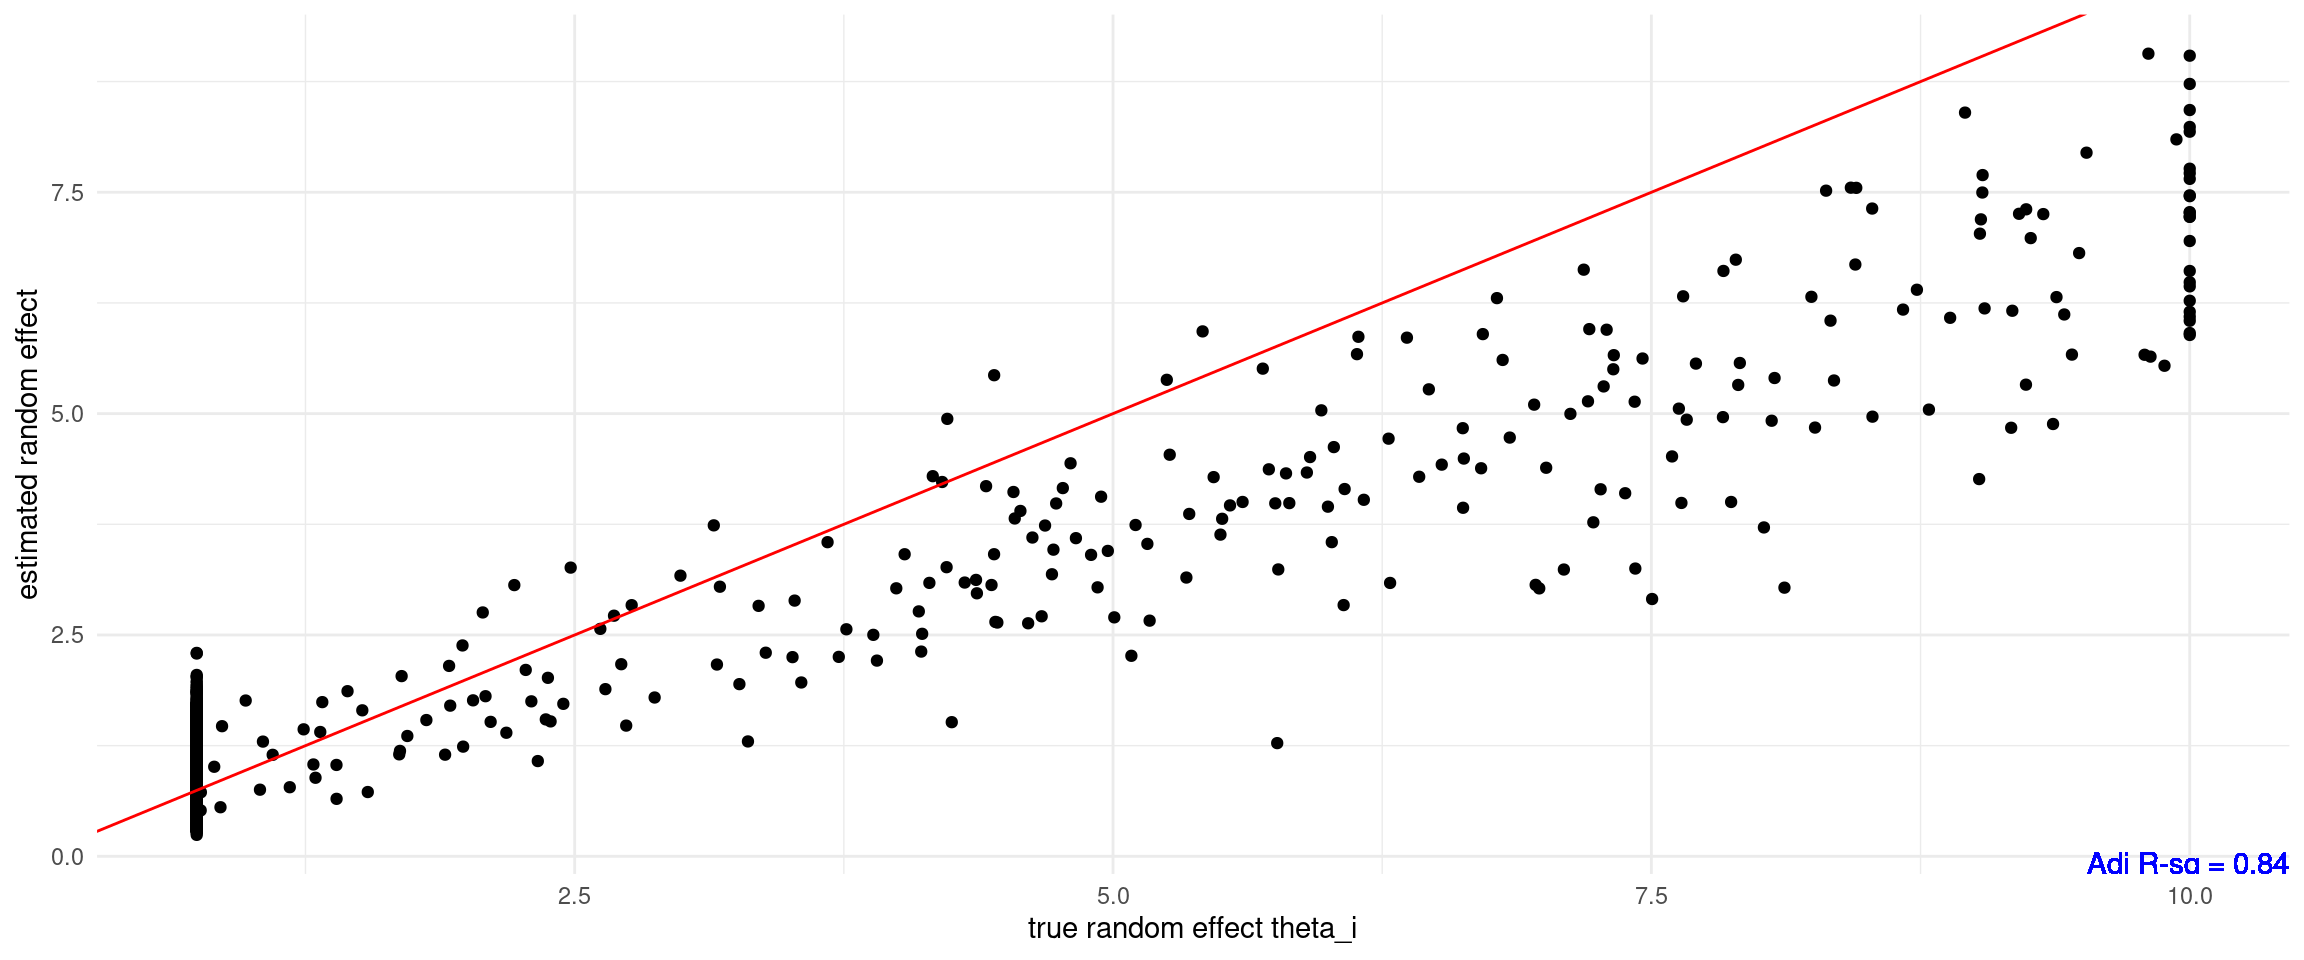 estimated random effect
7.5
5.0
2.5
0.0
Adj R-sq = 0.84
2.5 5.0 7.5 10.0
true random effect theta_i